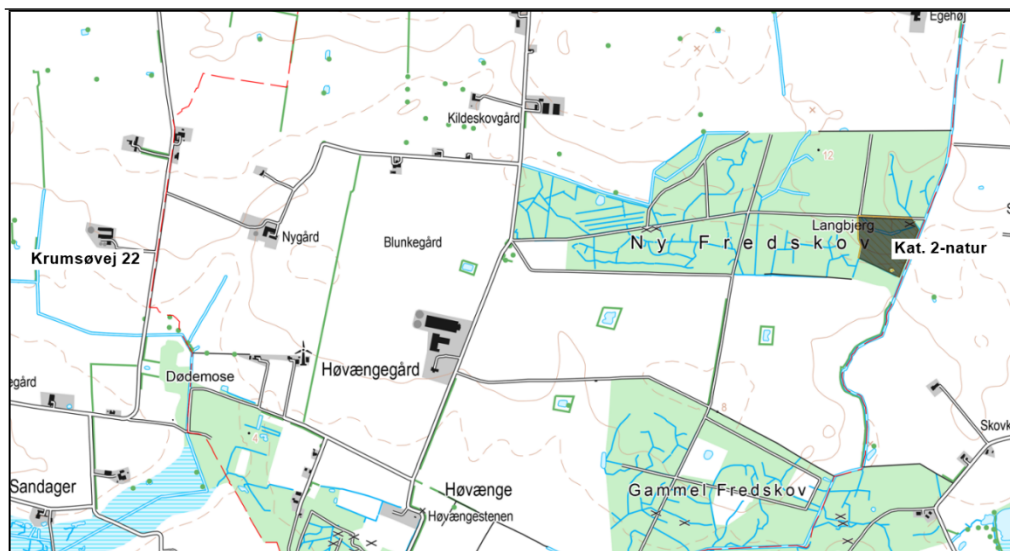 Egehøj
Kildeskovgård
12
Langbjerg
Nygård
Blunkegård
Ny Fredskov
Kat. 2-natur
Krumsøvej 22
Høvængegård
Dødemose
egård
8
Skovk
4
Gammel Fredskov
Sandager
Høvænge
Høvængestenen